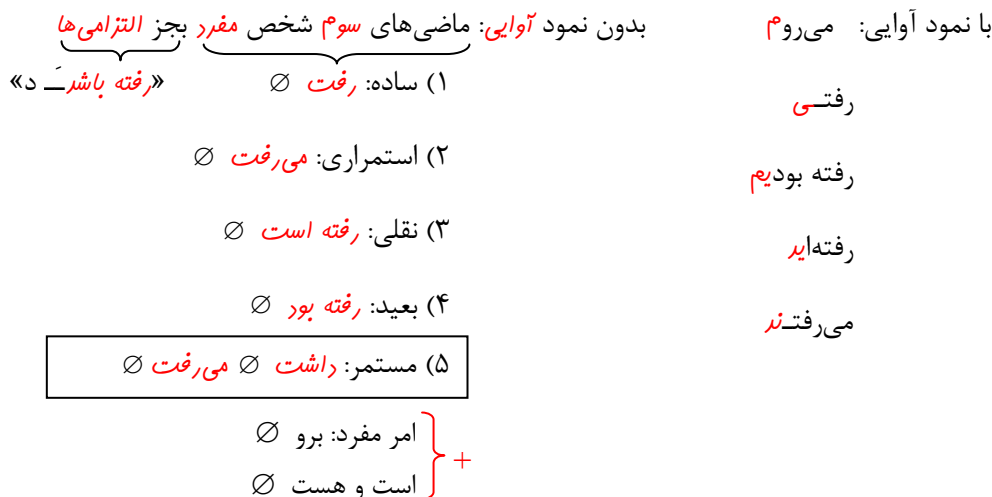 با نمود آوایی: می‌روم بدون نمود آوایی: ماضی‌های سوم شخص مفرد بجز التزامی‌ها
۱) ساده: رفت ∅ «رفته باشد ـَـ د»
رفتـی
۲) استمراری: می‌رفت ∅
رفته بودیم
۳) نقلی: رفته است ∅
رفته‌اید
۴) بعید: رفته بود ∅
می‌رفتـند
۵) مستمر: داشت ∅ می‌رفت ∅
امر مفرد: برو ∅
+
است و هست ∅